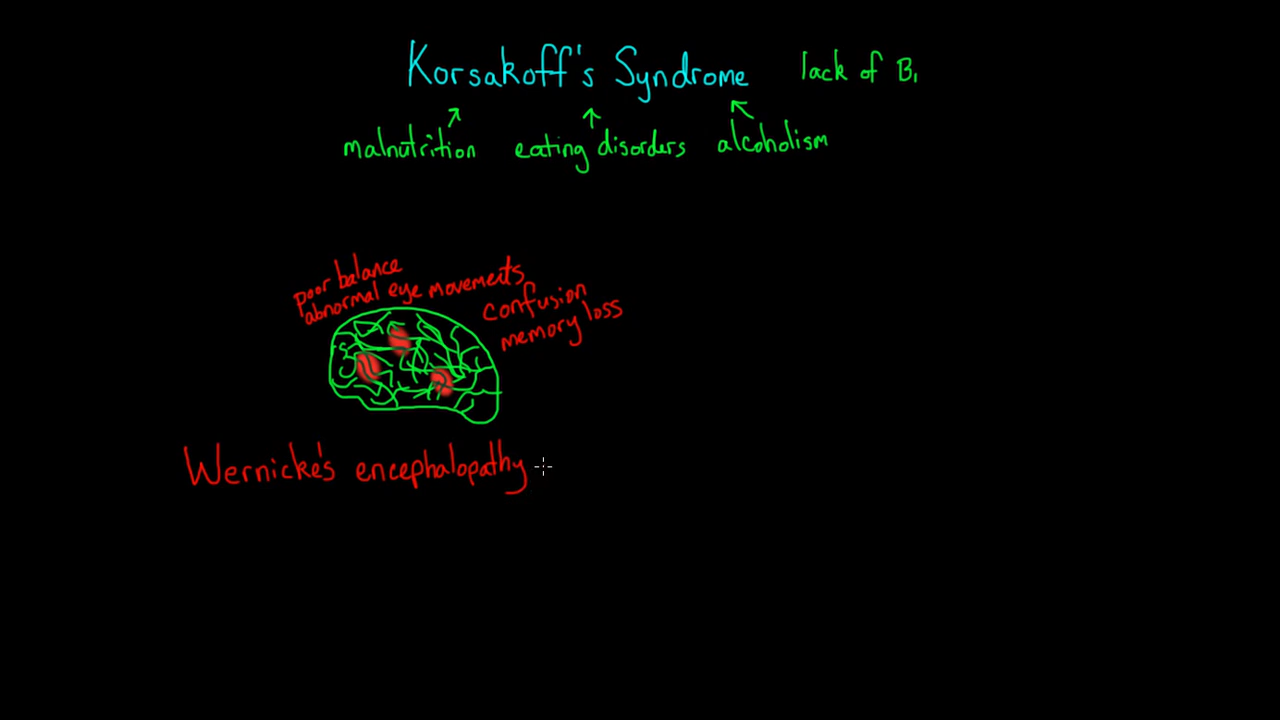 Korsakoff's Syndrome lack of B₁
malnutrition eating disorders alcoholism
poor balance
abnormal eye movements
confusion
memory loss
Wernicke's encephalopathy